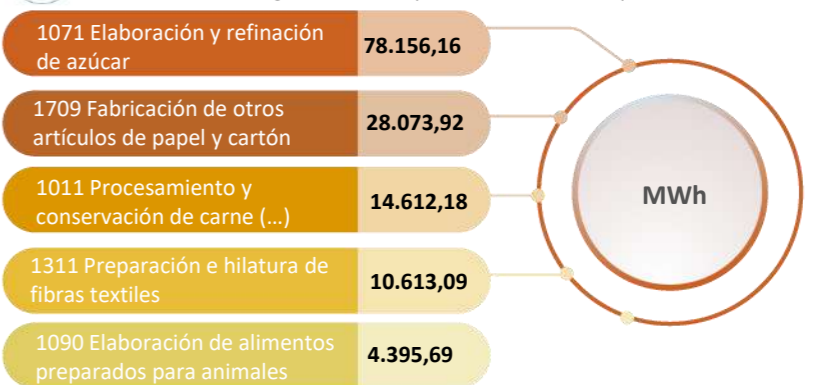 1071 Elaboración y refinación
de azúcar
78.156,16
1709 Fabricación de otros
artículos de papel y cartón
28.073,92
1011 Procesamiento y
conservación de carne (…)
14.612,18
1311 Preparación e hilatura de
fibras textiles
10.613,09
1090 Elaboración de alimentos
preparados para animales
4.395,69
MWh